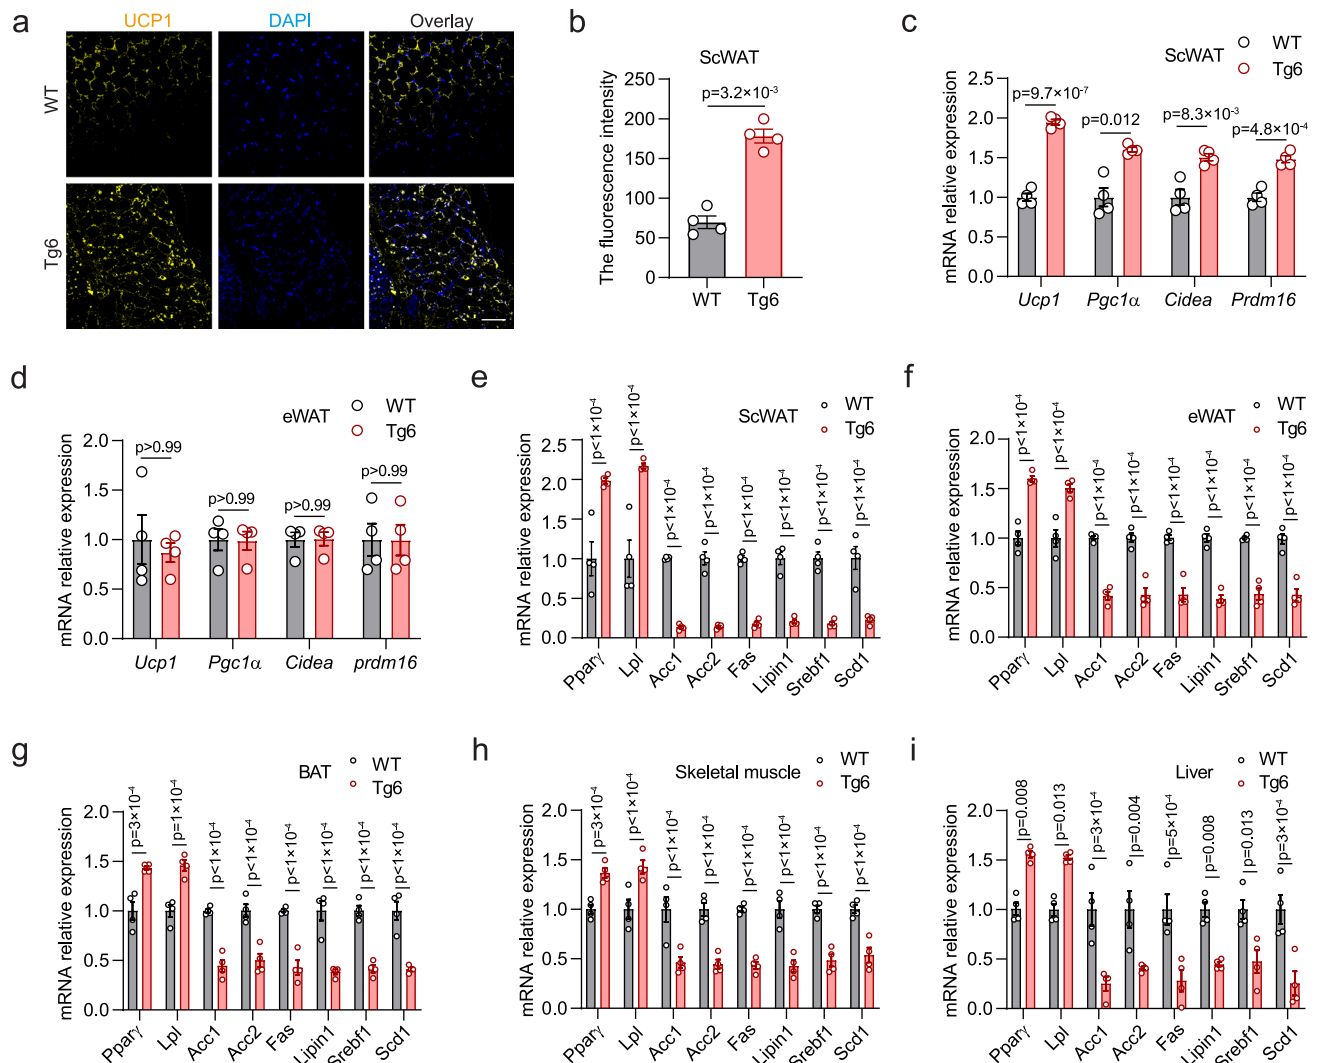 a
UCP1
DAPI
Overlay
WT
Tg6
b
ScWAT
The fluorescence intensity
250
200
150
100
50
0
p=3.2×10⁻³
WT
Tg6
c
ScWAT
WT
Tg6
mRNA relative expression
2.5
2.0
1.5
1.0
0.5
0.0
p=9.7×10⁻⁷
p=0.012
p=8.3×10⁻³
p=4.8×10⁻⁴
Ucp1
Pgc1α
Cidea
Prdm16
d
eWAT
WT
Tg6
mRNA relative expression
2.0
1.5
1.0
0.5
0.0
p>0.99
p>0.99
p>0.99
p>0.99
Ucp1
Pgc1α
Cidea
prdm16
e
ScWAT
WT
Tg6
mRNA relative expression
2.5
2.0
1.5
1.0
0.5
0.0
p<1×10⁻⁴
p<1×10⁻⁴
p<1×10⁻⁴
p<1×10⁻⁴
p<1×10⁻⁴
p<1×10⁻⁴
p<1×10⁻⁴
p<1×10⁻⁴
Pparγ
Lpl
Acc1
Acc2
Fas
Lipin1
Srebf1
Scd1
f
eWAT
WT
Tg6
mRNA relative expression
2.0
1.5
1.0
0.5
0.0
p<1×10⁻⁴
p<1×10⁻⁴
p<1×10⁻⁴
p<1×10⁻⁴
p<1×10⁻⁴
p<1×10⁻⁴
p<1×10⁻⁴
p<1×10⁻⁴
Pparγ
Lpl
Acc1
Acc2
Fas
Lipin1
Srebf1
Scd1
g
BAT
WT
Tg6
mRNA relative expression
2.0
1.5
1.0
0.5
0.0
p=3×10⁻⁴
p=1×10⁻⁴
p<1×10⁻⁴
p<1×10⁻⁴
p<1×10⁻⁴
p<1×10⁻⁴
p<1×10⁻⁴
p<1×10⁻⁴
Pparγ
Lpl
Acc1
Acc2
Fas
Lipin1
Srebf1
Scd1
h
Skeletal muscle
WT
Tg6
mRNA relative expression
2.0
1.5
1.0
0.5
0.0
p=3×10⁻⁴
p<1×10⁻⁴
p<1×10⁻⁴
p<1×10⁻⁴
p<1×10⁻⁴
p<1×10⁻⁴
p<1×10⁻⁴
p<1×10⁻⁴
Pparγ
Lpl
Acc1
Acc2
Fas
Lipin1
Srebf1
Scd1
i
Liver
WT
Tg6
mRNA relative expression
2.0
1.5
1.0
0.5
0.0
p=0.008
p=0.013
p=3×10⁻⁴
p=0.004
p=5×10⁻⁴
p=0.008
p=0.013
p=3×10⁻⁴
Pparγ
Lpl
Acc1
Acc2
Fas
Lipin1
Srebf1
Scd1